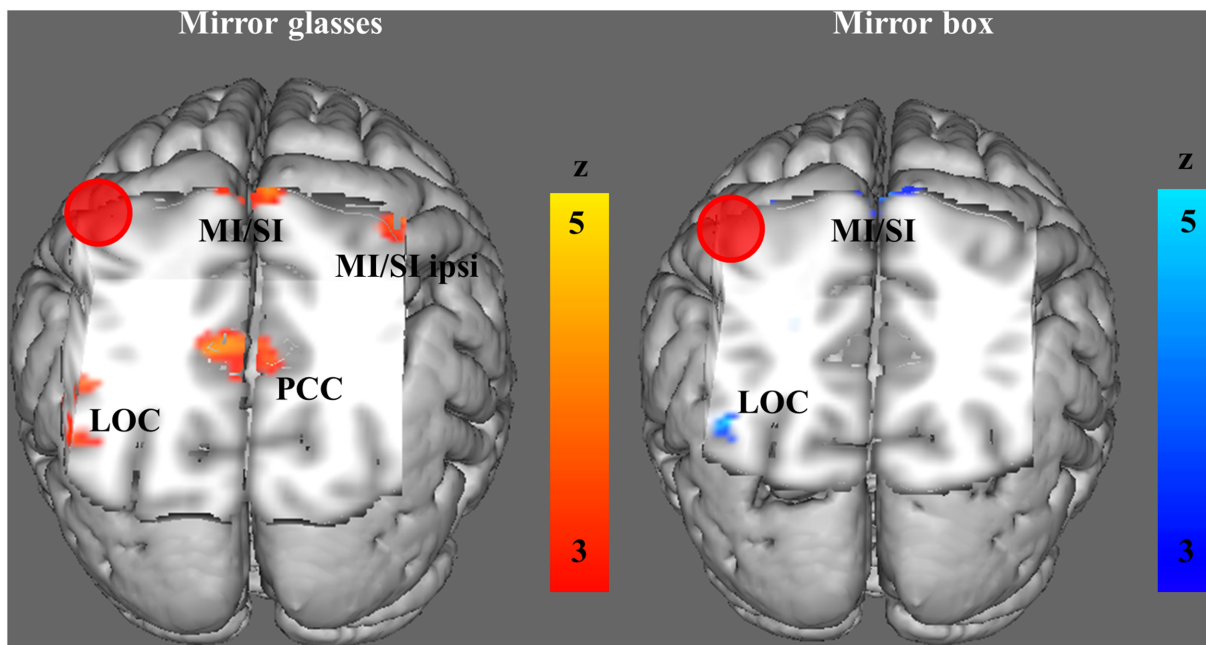 Mirror glasses
z
5
MI/SI
MI/SI ipsi
PCC
LOC
3
Mirror box
z
5
MI/SI
LOC
3